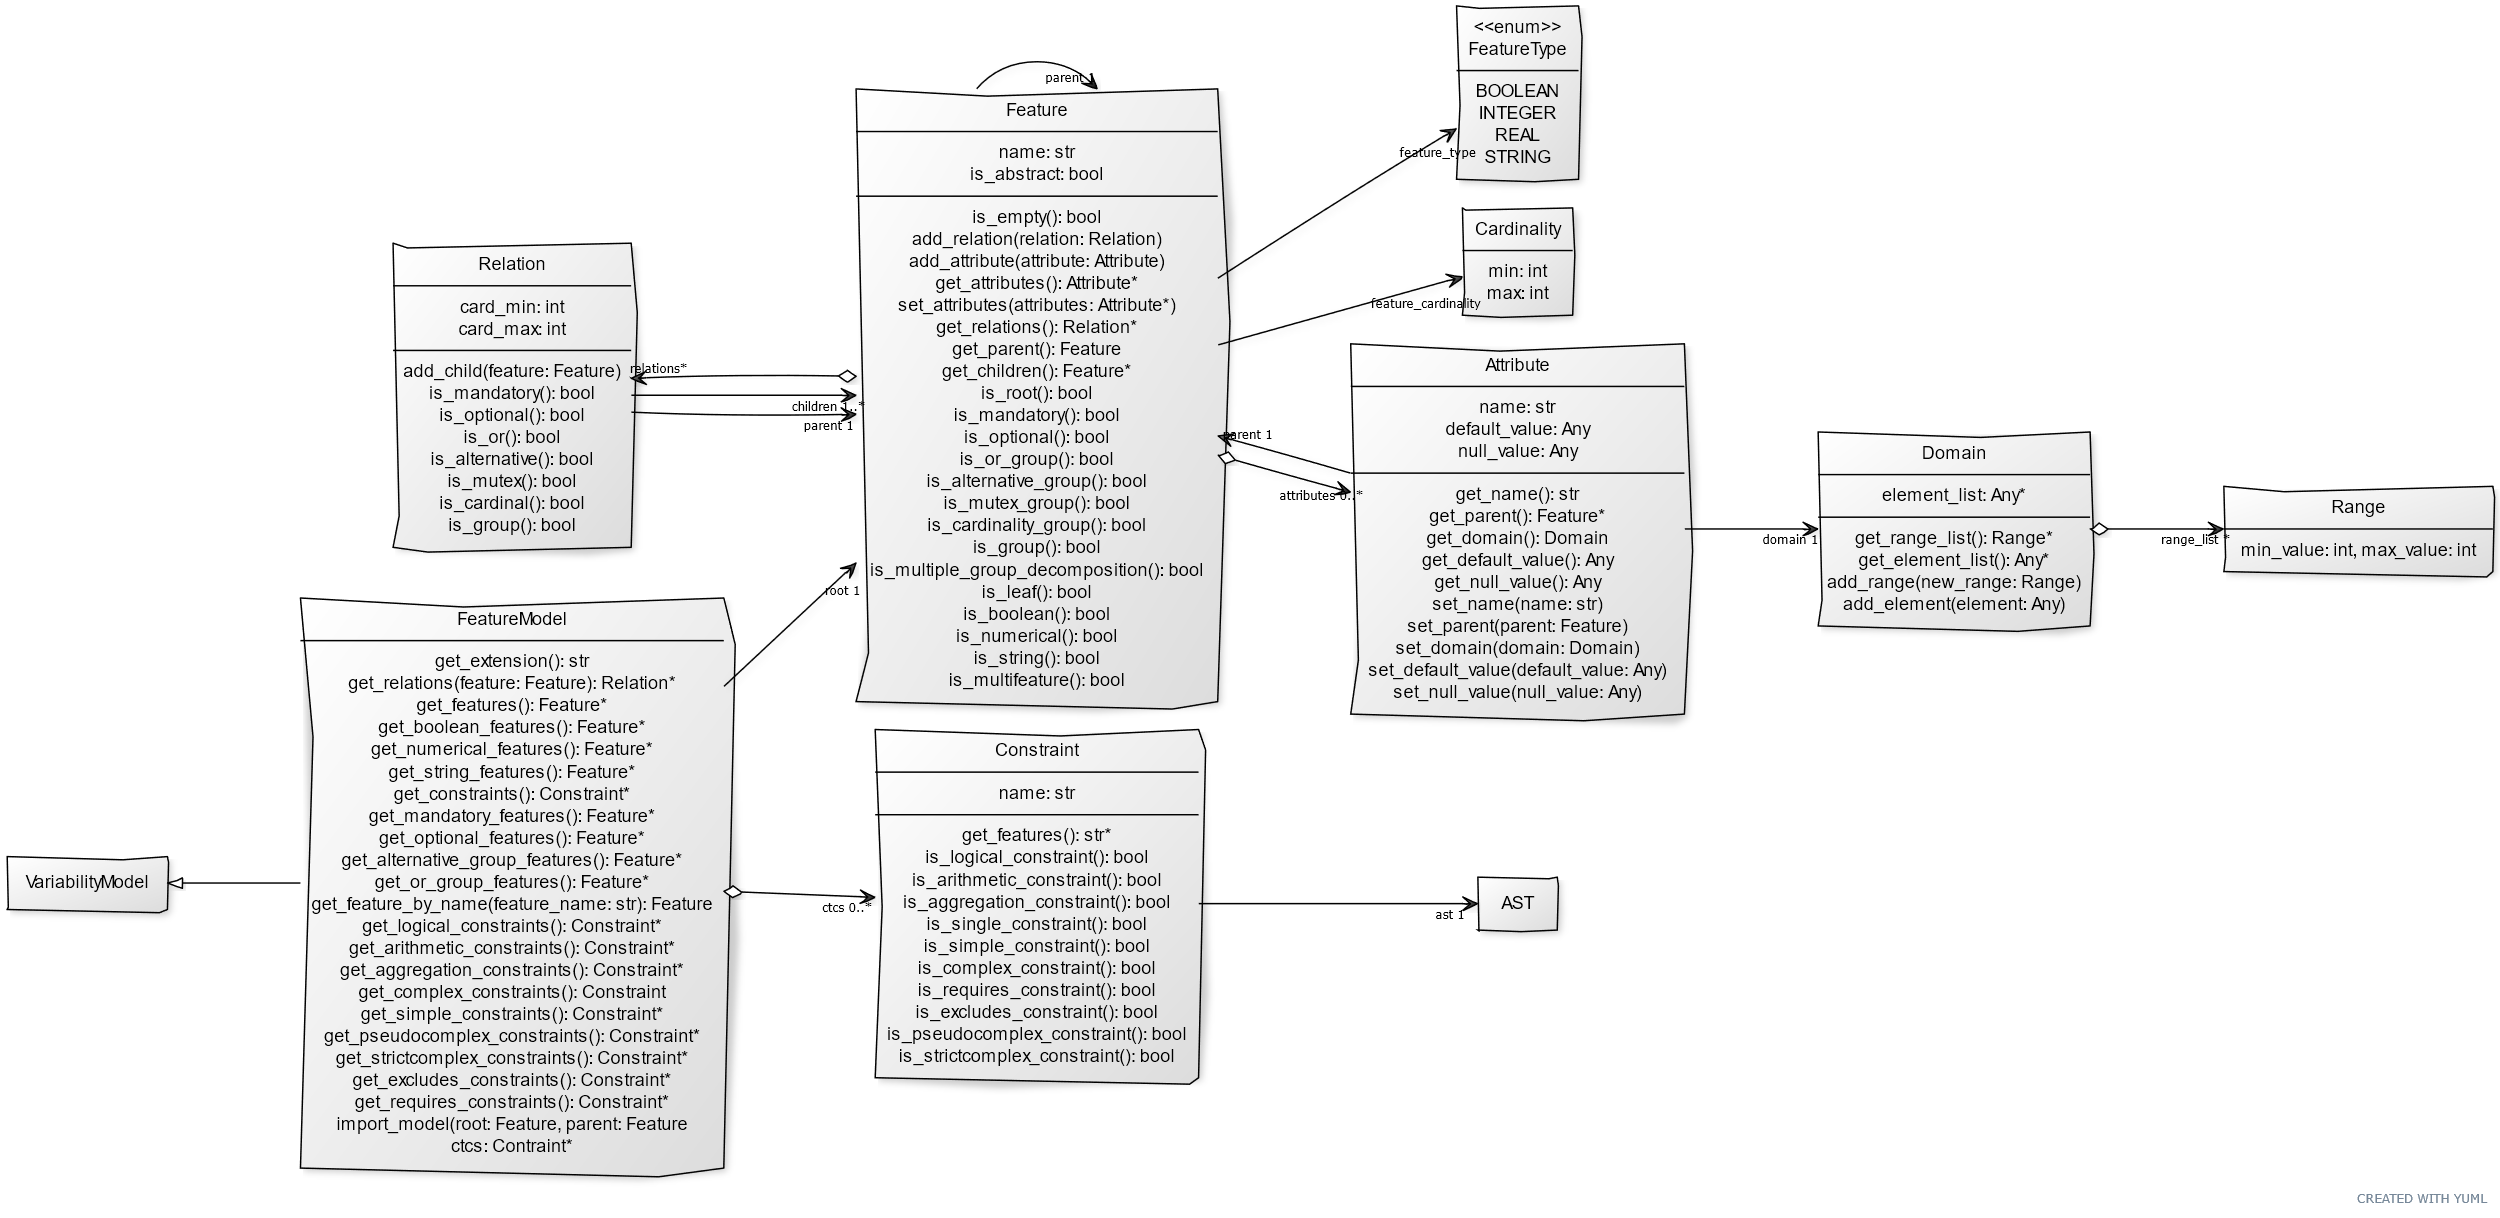 <<enum>>
FeatureType
BOOLEAN
INTEGER
REAL
STRING
parent 1
Feature
name: str
is_abstract: bool
is_empty(): bool
add_relation(relation: Relation)
add_attribute(attribute: Attribute)
get_attributes(): Attribute*
set_attributes(attributes: Attribute*)
get_relations(): Relation*
get_parent(): Feature
get_children(): Feature*
is_root(): bool
is_mandatory(): bool
is_optional(): bool
is_or_group(): bool
is_alternative_group(): bool
is_mutex_group(): bool
is_cardinality_group(): bool
is_group(): bool
is_multiple_group_decomposition(): bool
is_leaf(): bool
is_boolean(): bool
is_numerical(): bool
is_string(): bool
is_multifeature(): bool
feature_type
Cardinality
min: int
max: int
feature_cardinality
Relation
card_min: int
card_max: int
add_child(feature: Feature)
is_mandatory(): bool
is_optional(): bool
is_or(): bool
is_alternative(): bool
is_mutex(): bool
is_cardinal(): bool
is_group(): bool
relations*
children 1..*
parent 1
Attribute
name: str
default_value: Any
null_value: Any
get_name(): str
get_parent(): Feature*
get_domain(): Domain
get_default_value(): Any
get_null_value(): Any
set_name(name: str)
set_parent(parent: Feature)
set_domain(domain: Domain)
set_default_value(default_value: Any)
set_null_value(null_value: Any)
parent 1
attributes 0..*
Domain
element_list: Any*
get_range_list(): Range*
get_element_list(): Any*
add_range(new_range: Range)
add_element(element: Any)
domain 1
Range
min_value: int, max_value: int
range_list *
FeatureModel
get_extension(): str
get_relations(feature: Feature): Relation*
get_features(): Feature*
get_boolean_features(): Feature*
get_numerical_features(): Feature*
get_string_features(): Feature*
get_constraints(): Constraint*
get_mandatory_features(): Feature*
get_optional_features(): Feature*
get_alternative_group_features(): Feature*
get_or_group_features(): Feature*
get_feature_by_name(feature_name: str): Feature
get_logical_constraints(): Constraint*
get_arithmetic_constraints(): Constraint*
get_aggregation_constraints(): Constraint*
get_complex_constraints(): Constraint
get_simple_constraints(): Constraint*
get_pseudocomplex_constraints(): Constraint*
get_strictcomplex_constraints(): Constraint*
get_excludes_constraints(): Constraint*
get_requires_constraints(): Constraint*
import_model(root: Feature, parent: Feature
ctcs: Contraint*
root 1
VariabilityModel
ctcs 0..*
Constraint
name: str
get_features(): str*
is_logical_constraint(): bool
is_arithmetic_constraint(): bool
is_aggregation_constraint(): bool
is_single_constraint(): bool
is_simple_constraint(): bool
is_complex_constraint(): bool
is_requires_constraint(): bool
is_excludes_constraint(): bool
is_pseudocomplex_constraint(): bool
is_strictcomplex_constraint(): bool
ast 1
AST
CREATED WITH YUML